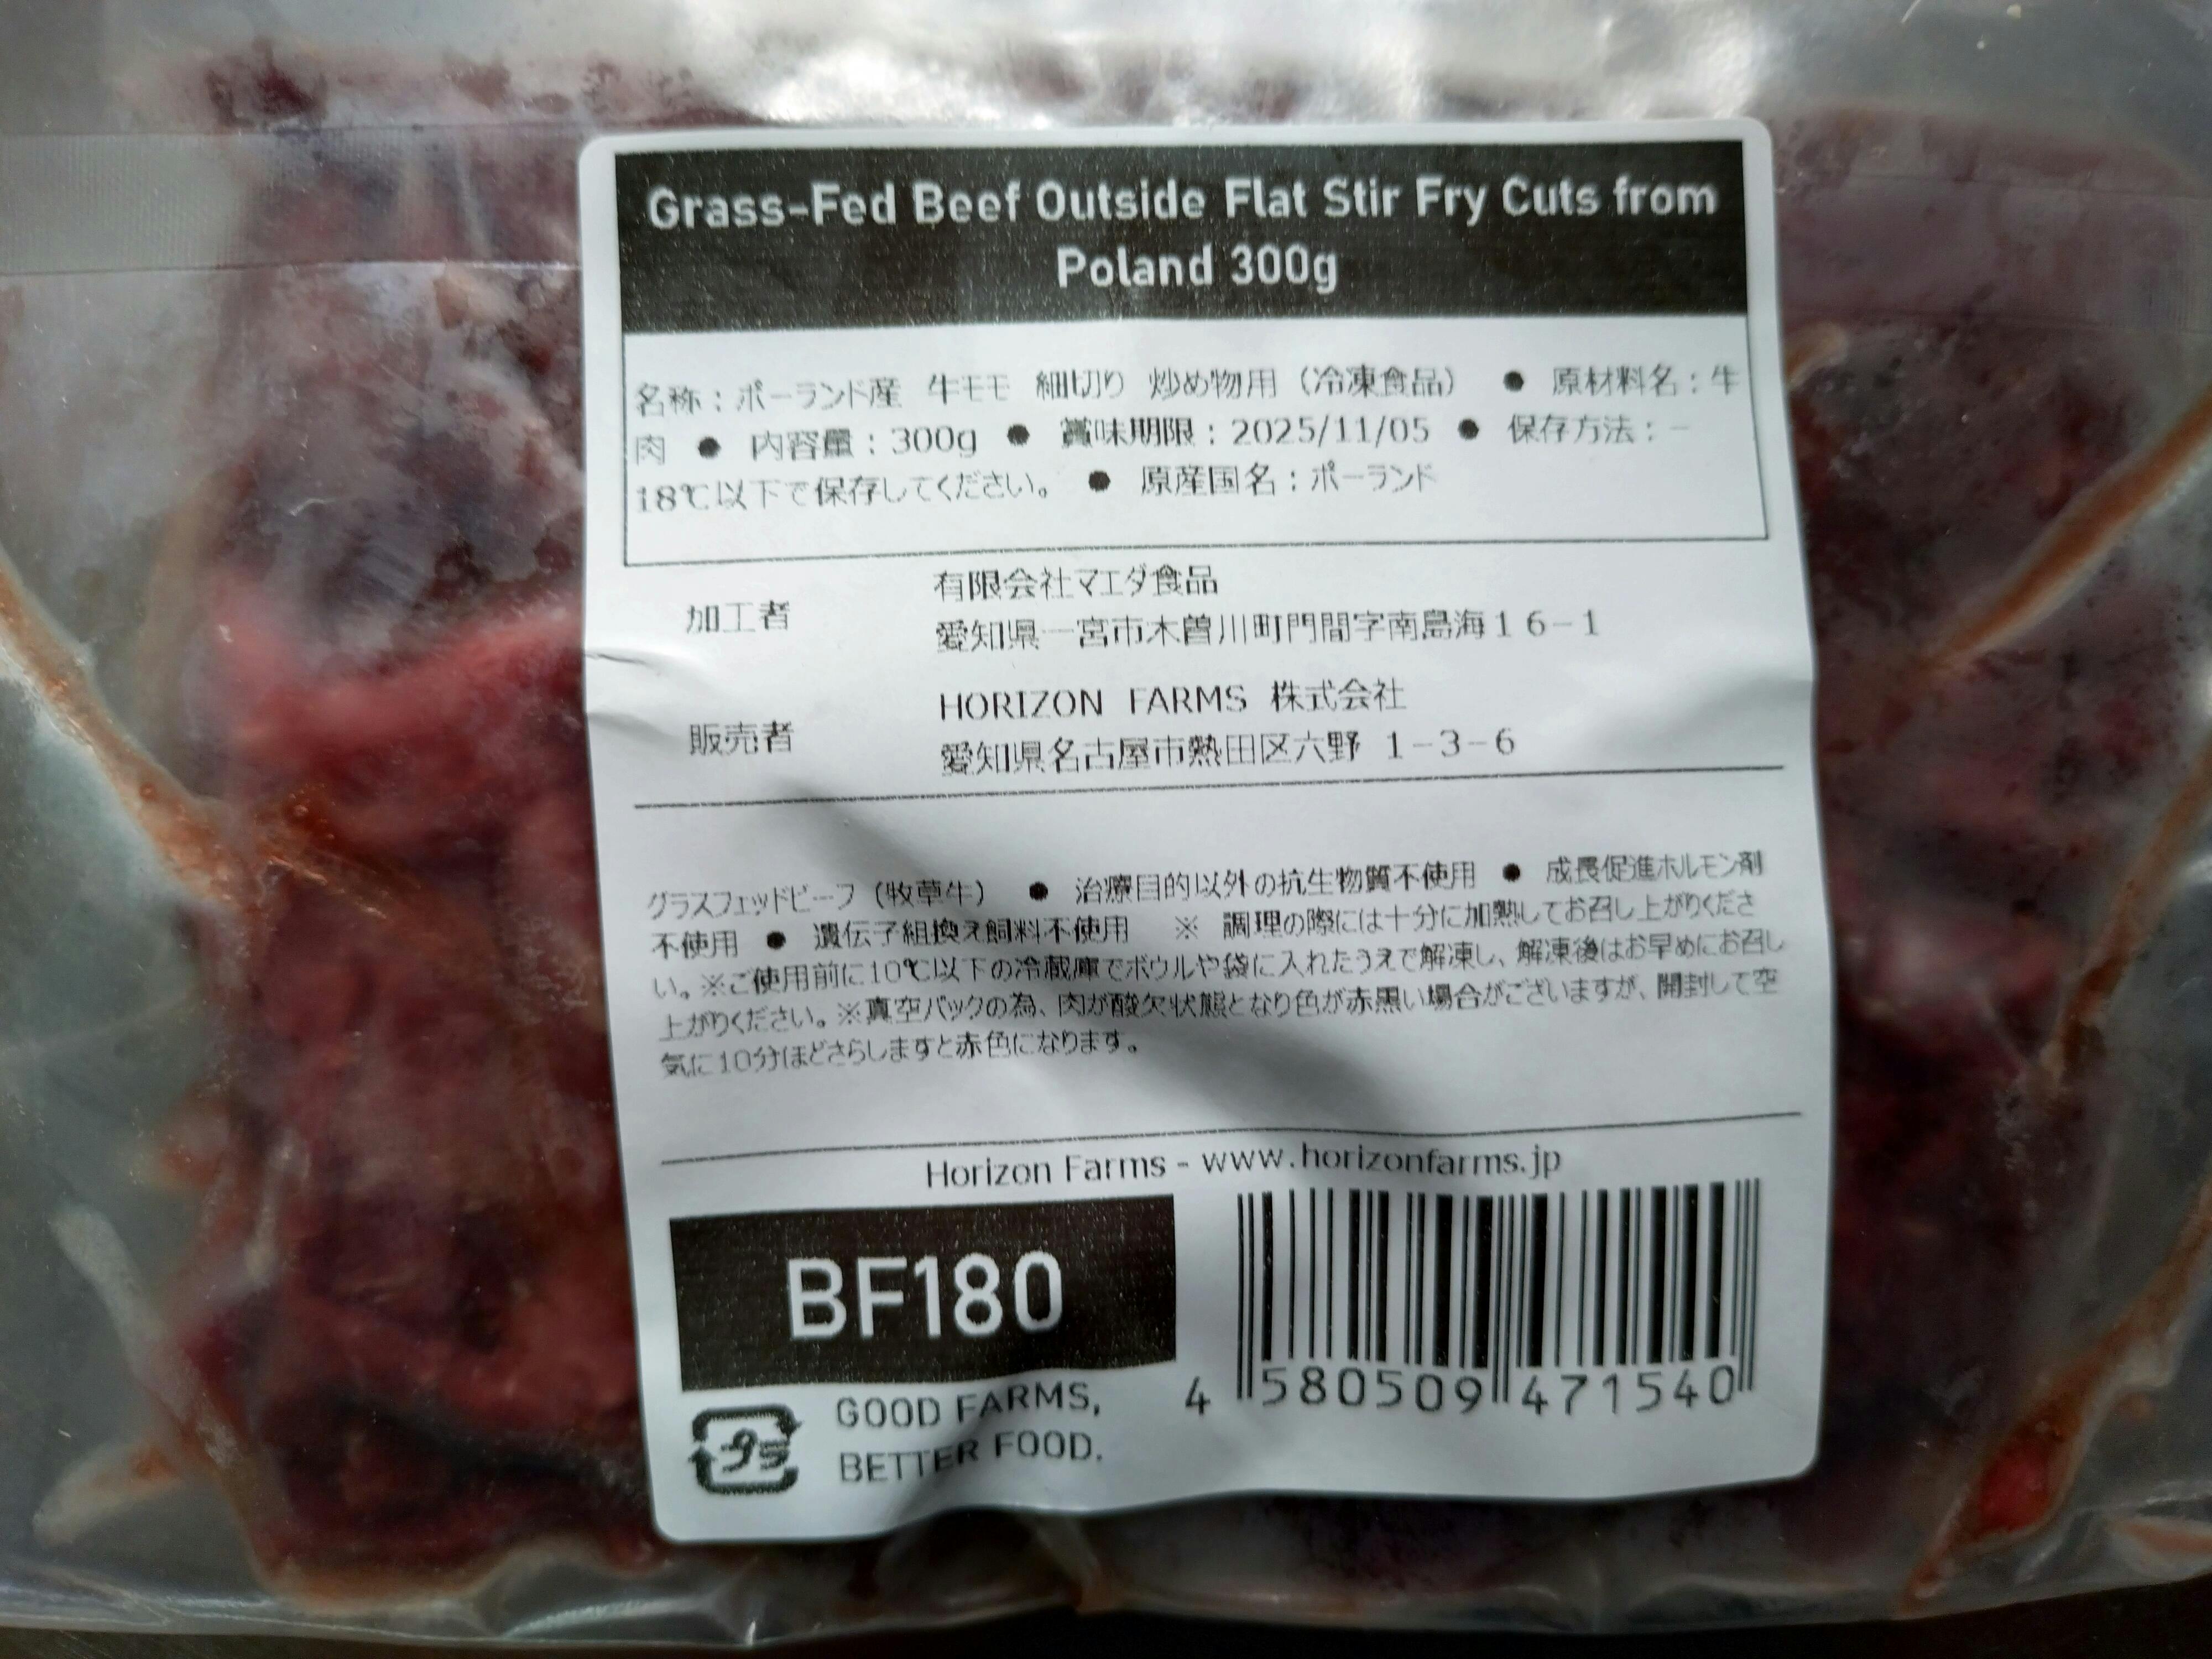 Grass-Fed Beef Outside Flat Stir Fry Cuts from
Poland 300g
名称：ポーランド産 牛モモ 細切り 炒め物用（冷凍食品） ● 原材料名：牛
肉 ● 内容量：300g ● 賞味期限：2025/11/05 ● 保存方法：−
18℃以下で保存してください。 ● 原産国名：ポーランド
加工者
有限会社マエダ食品
愛知県一宮市木曽川町門間字南島海１６−１
販売者
HORIZON FARMS 株式会社
愛知県名古屋市熱田区六野 １−３−６
グラスフェッドビーフ（牧草牛） ● 治療目的以外の抗生物質不使用 ● 成長促進ホルモン剤
不使用 ● 遺伝子組換え飼料不使用 ※ 調理の際には十分に加熱してお召し上がりくださ
い。※ご使用前に10℃以下の冷蔵庫でボウルや袋に入れたうえで解凍し、解凍後はお早めにお召し
上がりください。※真空パックの為、肉が酸欠状態となり色が赤黒い場合がございますが、開封して空
気に10分ほどさらしますと赤色になります。
Horizon Farms - www.horizonfarms.jp
BF180
4 580509 471540
プラ
GOOD FARMS,
BETTER FOOD.